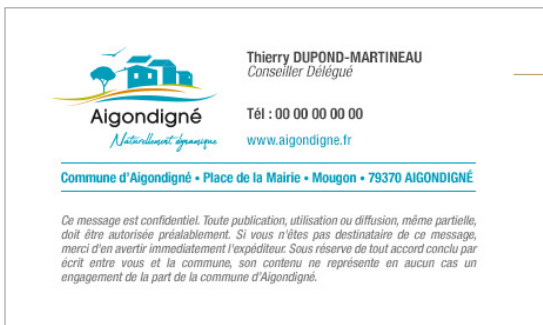 Aigondigné
Naturellement dynamique
Thierry DUPOND-MARTINEAU
Conseiller Délégué
Tél : 00 00 00 00 00
www.aigondigne.fr
Commune d'Aigondigné • Place de la Mairie • Mougon • 79370 AIGONDIGNÉ
Ce message est confidentiel. Toute publication, utilisation ou diffusion, même partielle,
doit être autorisée préalablement. Si vous n'êtes pas destinataire de ce message,
merci d'en avertir immediatement l'expéditeur. Sous réserve de tout accord conclu par
écrit entre vous et la commune, son contenu ne représente en aucun cas un
engagement de la part de la commune d'Aigondigné.